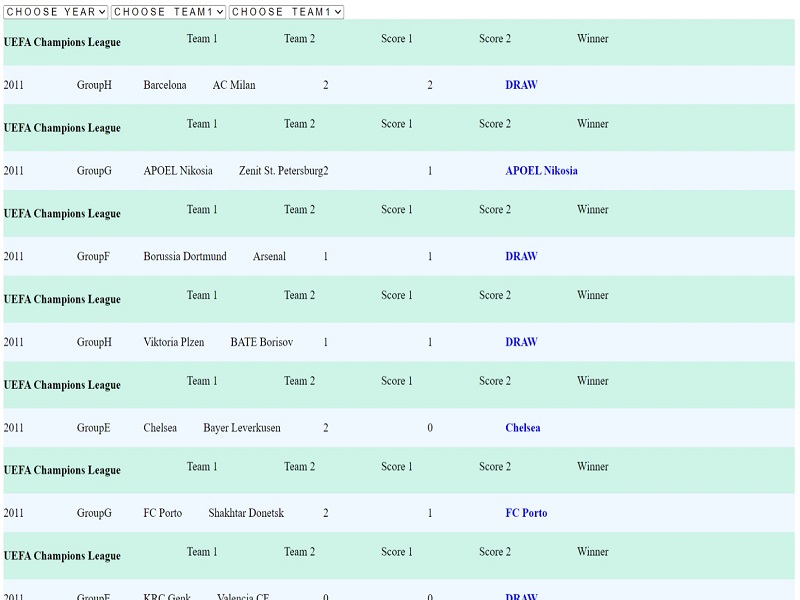 CHOOSE YEAR CHOOSE TEAM1 CHOOSE TEAM1
UEFA Champions League Team 1 Team 2 Score 1 Score 2 Winner
2011 GroupH Barcelona AC Milan 2 2 DRAW
UEFA Champions League Team 1 Team 2 Score 1 Score 2 Winner
2011 GroupG APOEL Nikosia Zenit St. Petersburg2 1 APOEL Nikosia
UEFA Champions League Team 1 Team 2 Score 1 Score 2 Winner
2011 GroupF Borussia Dortmund Arsenal 1 1 DRAW
UEFA Champions League Team 1 Team 2 Score 1 Score 2 Winner
2011 GroupH Viktoria Plzen BATE Borisov 1 1 DRAW
UEFA Champions League Team 1 Team 2 Score 1 Score 2 Winner
2011 GroupE Chelsea Bayer Leverkusen 2 0 Chelsea
UEFA Champions League Team 1 Team 2 Score 1 Score 2 Winner
2011 GroupG FC Porto Shakhtar Donetsk 2 1 FC Porto
UEFA Champions League Team 1 Team 2 Score 1 Score 2 Winner
2011 GroupE KRC Genk Valencia CF 0 0 DRAW